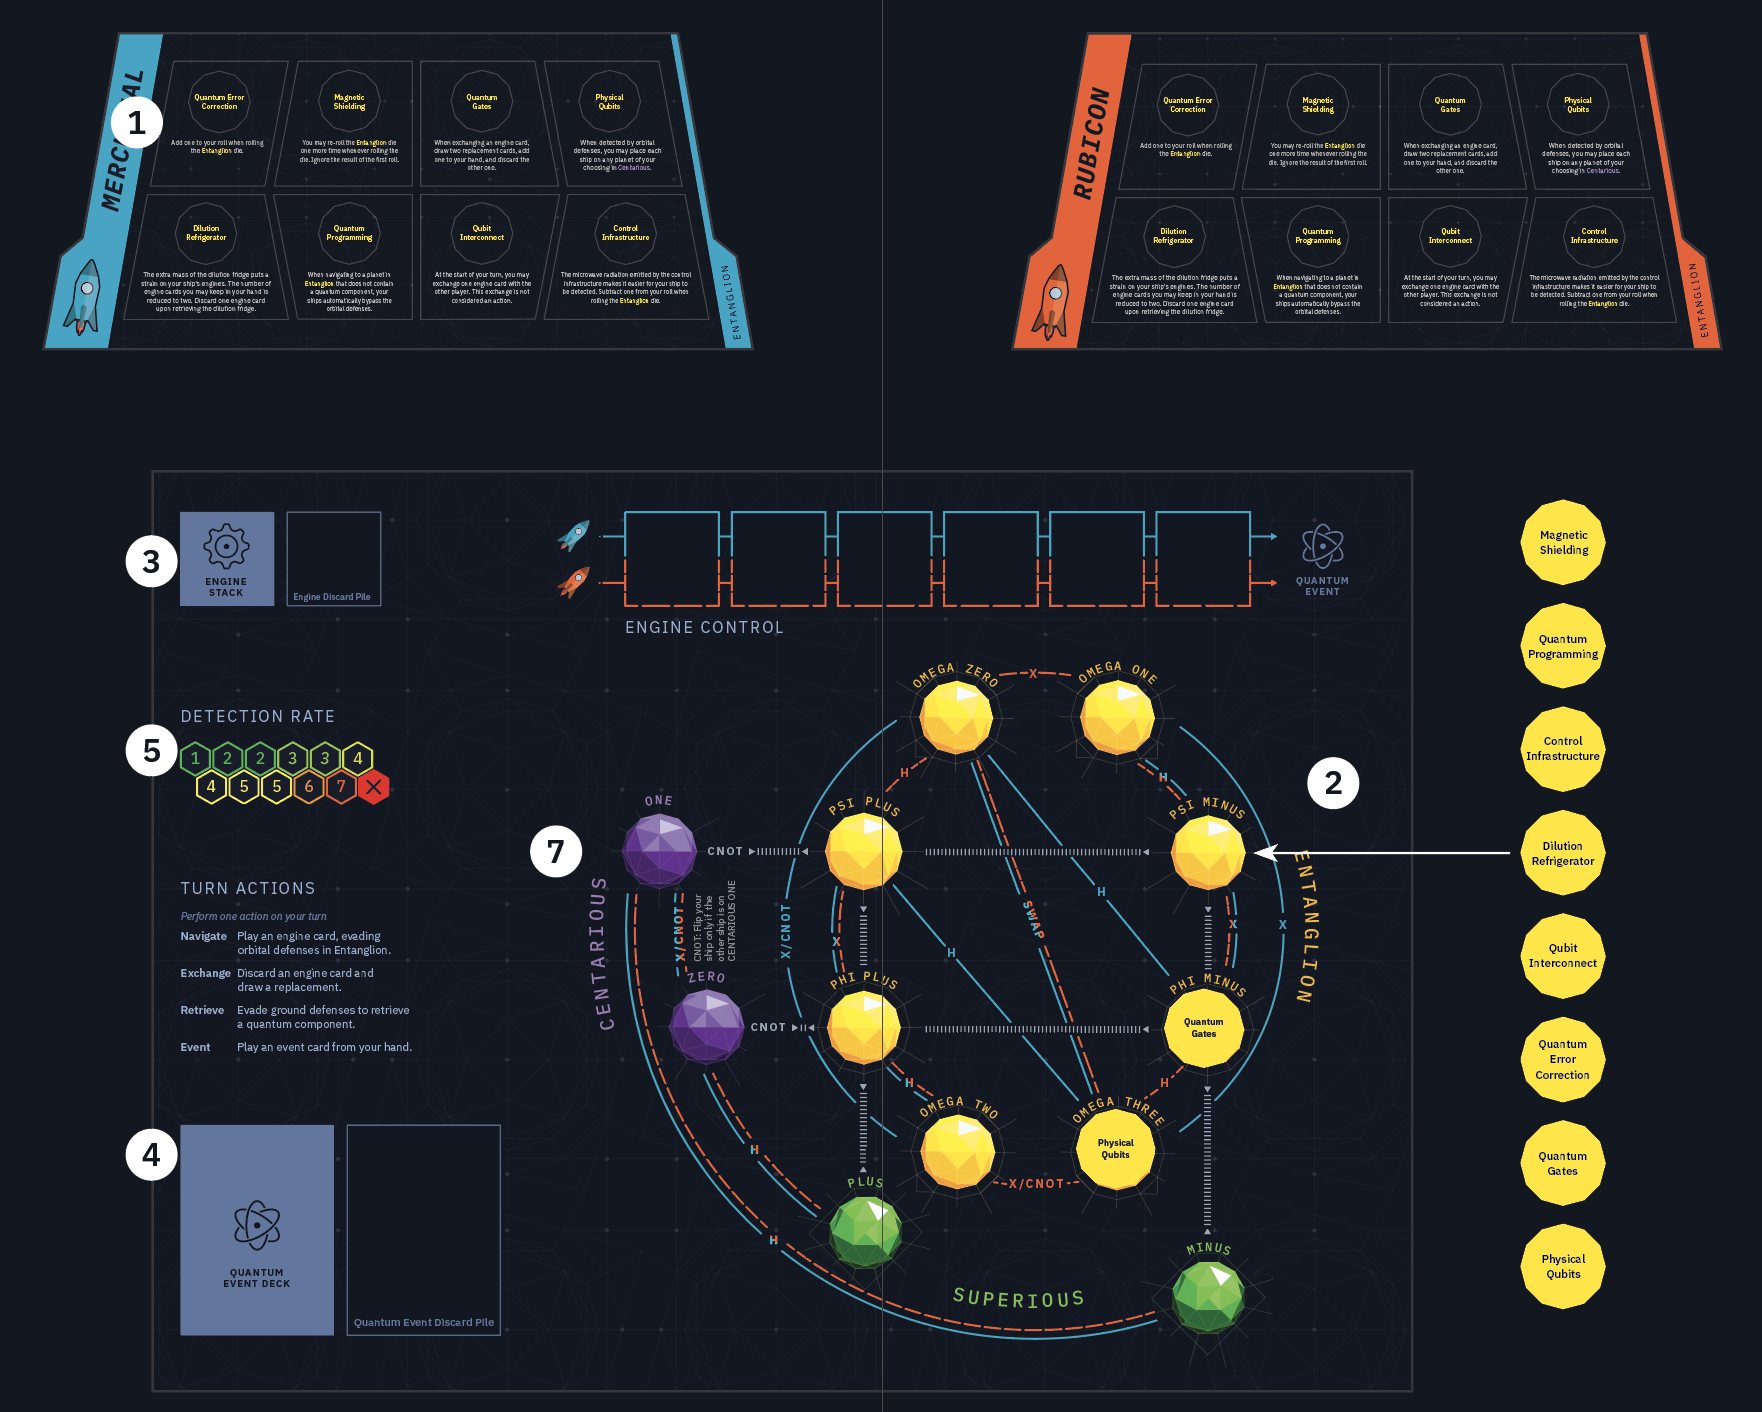 MERC AL
1
Quantum Error
Correction
Add one to your roll when rolling
the Entanglion die.
Magnetic
Shielding
You may re-roll the Entanglion die
one more time whenever rolling the
die. Ignore the result of the first roll.
Quantum
Gates
When exchanging an engine card,
draw two replacement cards, add
one to your hand, and discard the
other one.
Physical
Qubits
When detected by orbital
defenses, you may place each
ship on any planet of your
choosing in Centarious.
Dilution
Refrigerator
The extra mass of the dilution fridge puts a
strain on your ship's engines. The number of
engine cards you may keep in your hand is
reduced to two. Discard one engine card
upon retrieving the dilution fridge.
Quantum
Programming
When navigating to a planet in
Entanglion that does not contain
a quantum component, your
ships automatically bypass the
orbital defenses.
Qubit
Interconnect
At the start of your turn, you may
exchange one engine card with the
other player. This exchange is not
considered an action.
Control
Infrastructure
The microwave radiation emitted by the control
infrastructure makes it easier for your ship to
be detected. Subtract one from your roll when
rolling the Entanglion die.
ENTANGLION
RUBICON
Quantum Error
Correction
Add one to your roll when rolling
the Entanglion die.
Magnetic
Shielding
You may re-roll the Entanglion die
one more time whenever rolling the
die. Ignore the result of the first roll.
Quantum
Gates
When exchanging an engine card,
draw two replacement cards, add
one to your hand, and discard the
other one.
Physical
Qubits
When detected by orbital
defenses, you may place each
ship on any planet of your
choosing in Centarious.
Dilution
Refrigerator
The extra mass of the dilution fridge puts a
strain on your ship's engines. The number of
engine cards you may keep in your hand is
reduced to two. Discard one engine card
upon retrieving the dilution fridge.
Quantum
Programming
When navigating to a planet in
Entanglion that does not contain
a quantum component, your
ships automatically bypass the
orbital defenses.
Qubit
Interconnect
At the start of your turn, you may
exchange one engine card with the
other player. This exchange is not
considered an action.
Control
Infrastructure
The microwave radiation emitted by the control
infrastructure makes it easier for your ship to
be detected. Subtract one from your roll when
rolling the Entanglion die.
ENTANGLION
3
ENGINE
STACK
Engine Discard Pile
ENGINE CONTROL
QUANTUM
EVENT
DETECTION RATE
5
1 2 2 3 3 4
4 5 5 6 7
TURN ACTIONS
Perform one action on your turn
Navigate Play an engine card, evading
orbital defenses in Entanglion.
Exchange Discard an engine card and
draw a replacement.
Retrieve Evade ground defenses to retrieve
a quantum component.
Event Play an event card from your hand.
4
QUANTUM
EVENT DECK
Quantum Event Discard Pile
7
2
OMEGA ZERO
X
OMEGA ONE
H
H
PSI PLUS
PSI MINUS
ONE
CNOT
CENTARIOUS
X/CNOT
CNOT: Flip your
ship only if the
other ship is on
CENTARIOUS ONE
X/CNOT
X
H
H
SWAP
X
X
ENTANGLION
ZERO
CNOT
PHI PLUS
PHI MINUS
Quantum
Gates
H
H
OMEGA TWO
OMEGA THREE
Physical
Qubits
X/CNOT
H
H
PLUS
MINUS
SUPERIOUS
Magnetic
Shielding
Quantum
Programming
Control
Infrastructure
Dilution
Refrigerator
Qubit
Interconnect
Quantum
Error
Correction
Quantum
Gates
Physical
Qubits